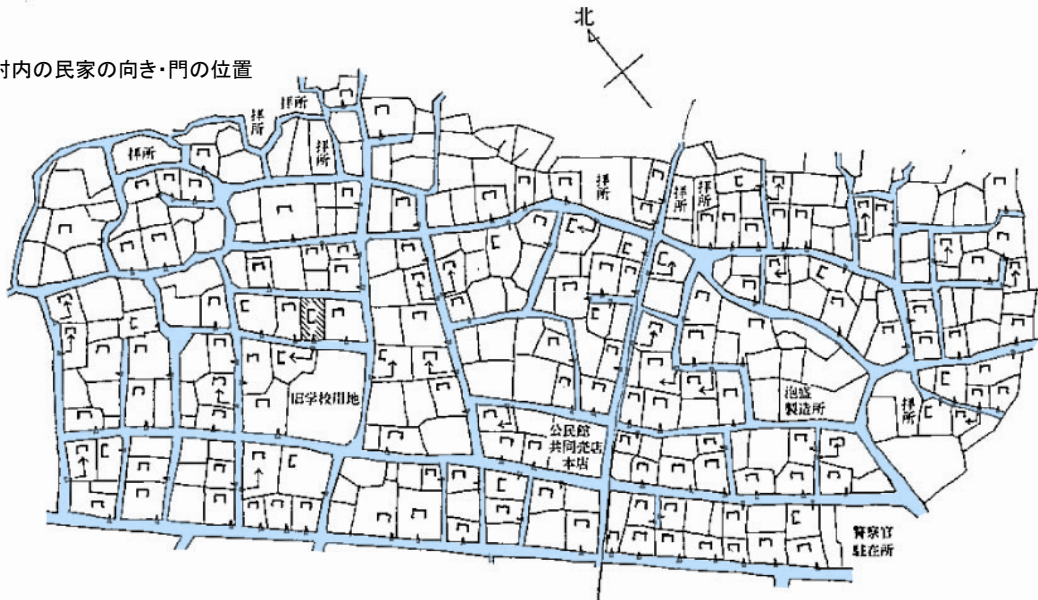 北
村内の民家の向き・門の位置
拝所
拝所
拝所
拝所
拝所
拝所
拝所
旧学校用地
公民館
共同売店
本店
泡盛
製造所
拝所
警察官
駐在所